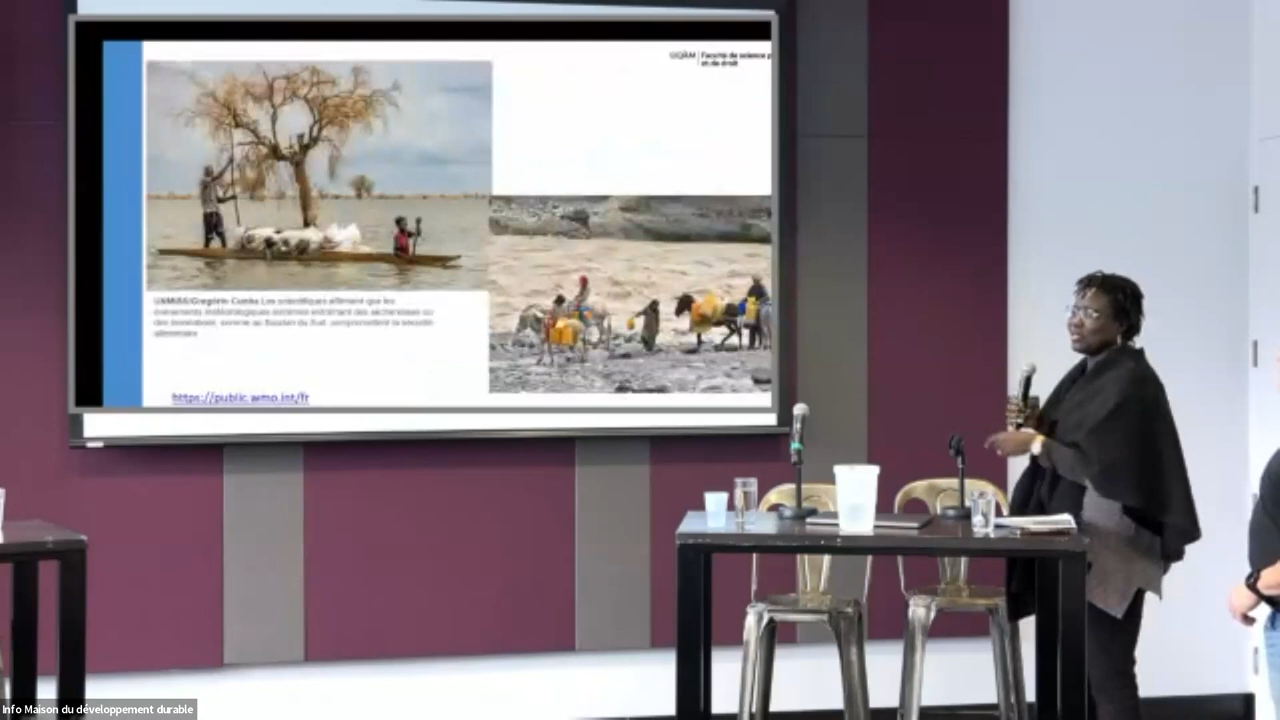 UQÀM | Faculté de science p
et de droit
UNMISS/Gregório Cunha Les scientifiques affirment que les
évènements météorologiques extrêmes entraînant des sécheresses ou
des inondations, comme au Soudan du Sud, compromettent la sécurité
alimentaire
https://public.wmo.int/fr
Info Maison du développement durable